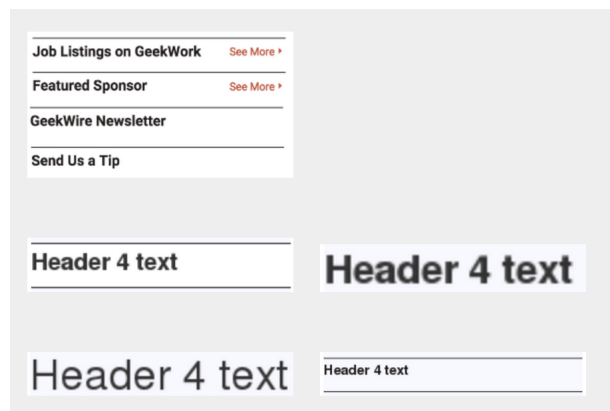 Job Listings on GeekWork See More
Featured Sponsor See More
GeekWire Newsletter
Send Us a Tip
Header 4 text
Header 4 text
Header 4 text
Header 4 text